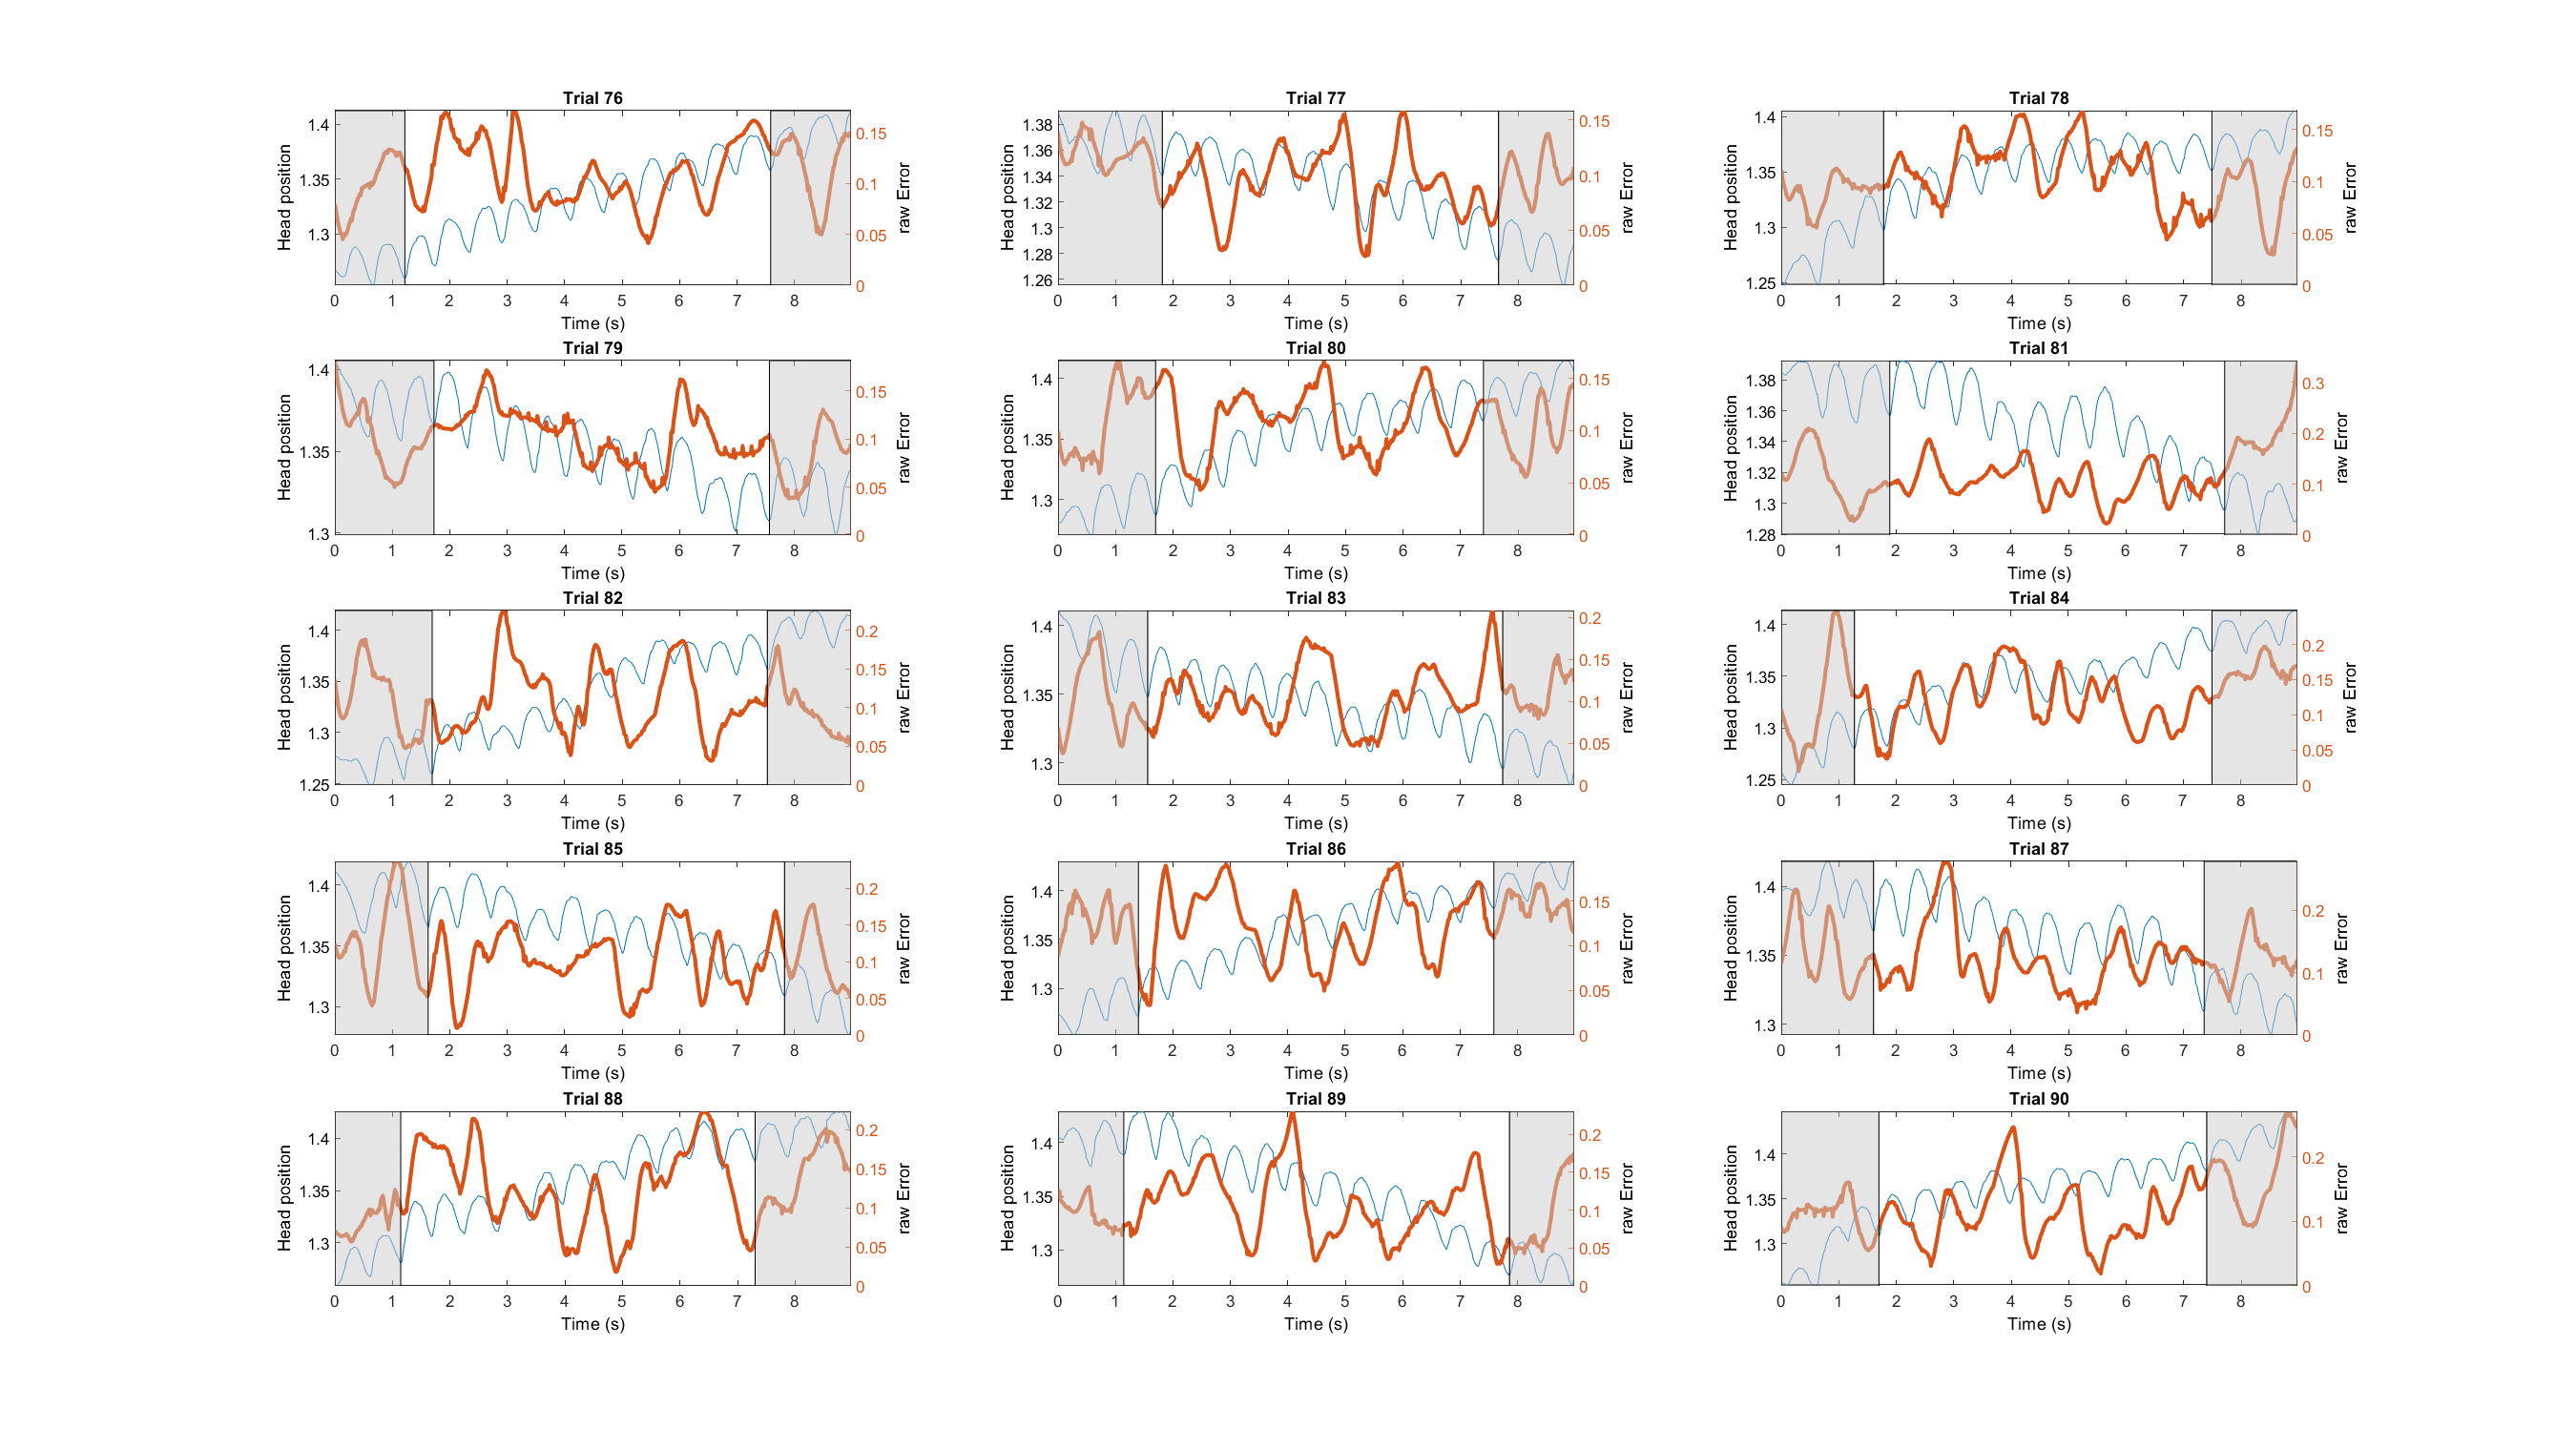 Trial 76
Trial 77
Trial 78
1.4
1.35
1.3
Head position
0.15
0.1
0.05
0
raw Error
0 1 2 3 4 5 6 7 8
Time (s)
1.38
1.36
1.34
1.32
1.3
1.28
1.26
Head position
0.15
0.1
0.05
0
raw Error
0 1 2 3 4 5 6 7 8
Time (s)
1.4
1.35
1.3
1.25
Head position
0.15
0.1
0.05
0
raw Error
0 1 2 3 4 5 6 7 8
Time (s)
Trial 79
Trial 80
Trial 81
1.4
1.35
1.3
Head position
0.15
0.1
0.05
0
raw Error
0 1 2 3 4 5 6 7 8
Time (s)
1.4
1.35
1.3
Head position
0.15
0.1
0.05
0
raw Error
0 1 2 3 4 5 6 7 8
Time (s)
1.38
1.36
1.34
1.32
1.3
1.28
Head position
0.3
0.2
0.1
0
raw Error
0 1 2 3 4 5 6 7 8
Time (s)
Trial 82
Trial 83
Trial 84
1.4
1.35
1.3
1.25
Head position
0.2
0.15
0.1
0.05
0
raw Error
0 1 2 3 4 5 6 7 8
Time (s)
1.4
1.35
1.3
Head position
0.2
0.15
0.1
0.05
0
raw Error
0 1 2 3 4 5 6 7 8
Time (s)
1.4
1.35
1.3
1.25
Head position
0.2
0.15
0.1
0.05
0
raw Error
0 1 2 3 4 5 6 7 8
Time (s)
Trial 85
Trial 86
Trial 87
1.4
1.35
1.3
Head position
0.2
0.15
0.1
0.05
0
raw Error
0 1 2 3 4 5 6 7 8
Time (s)
1.4
1.35
1.3
Head position
0.15
0.1
0.05
0
raw Error
0 1 2 3 4 5 6 7 8
Time (s)
1.4
1.35
1.3
Head position
0.2
0.1
0
raw Error
0 1 2 3 4 5 6 7 8
Time (s)
Trial 88
Trial 89
Trial 90
1.4
1.35
1.3
Head position
0.2
0.15
0.1
0.05
0
raw Error
0 1 2 3 4 5 6 7 8
Time (s)
1.4
1.35
1.3
Head position
0.2
0.15
0.1
0.05
0
raw Error
0 1 2 3 4 5 6 7 8
Time (s)
1.4
1.35
1.3
Head position
0.2
0.1
0
raw Error
0 1 2 3 4 5 6 7 8
Time (s)